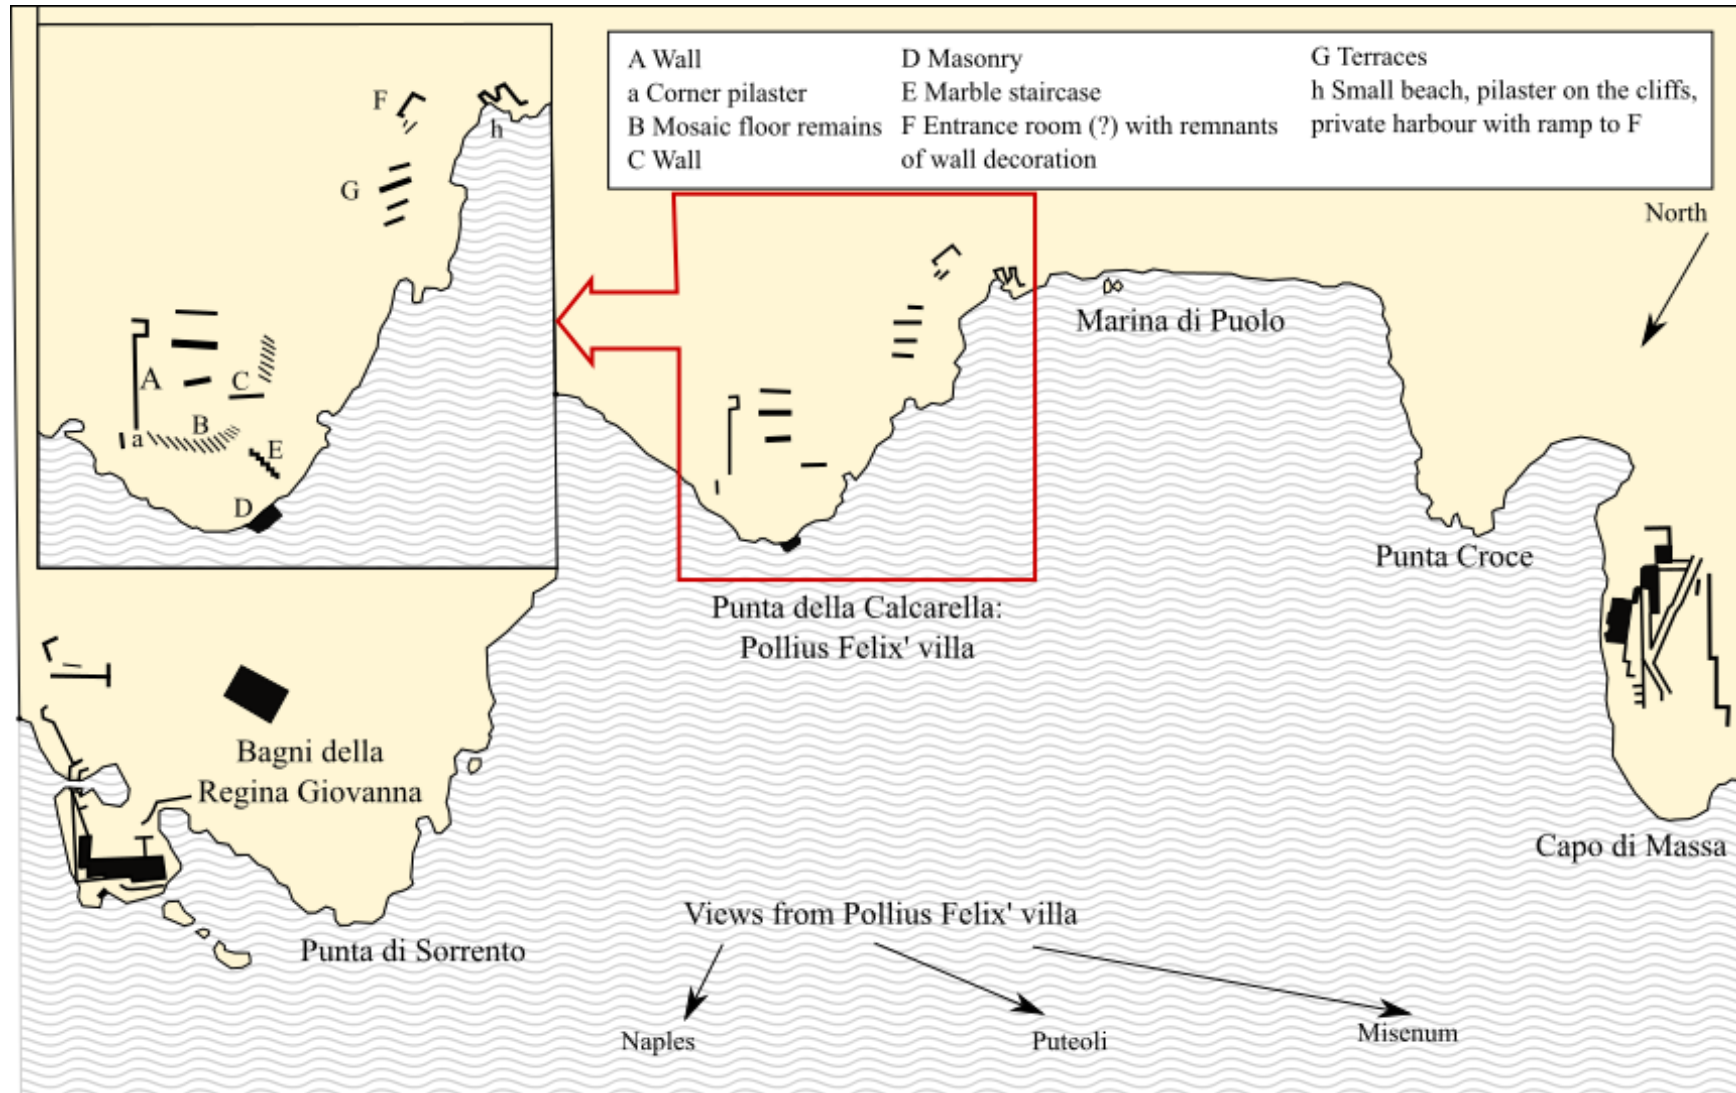 A Wall
a Corner pilaster
B Mosaic floor remains
C Wall
D Masonry
E Marble staircase
F Entrance room (?) with remnants
of wall decoration
G Terraces
h Small beach, pilaster on the cliffs,
private harbour with ramp to F
North
F
h
G
A
C
B
a
E
D
Marina di Puolo
Punta Croce
Punta della Calcarella:
Pollius Felix' villa
Bagni della
Regina Giovanna
Capo di Massa
Views from Pollius Felix' villa
Punta di Sorrento
Naples
Puteoli
Misenum